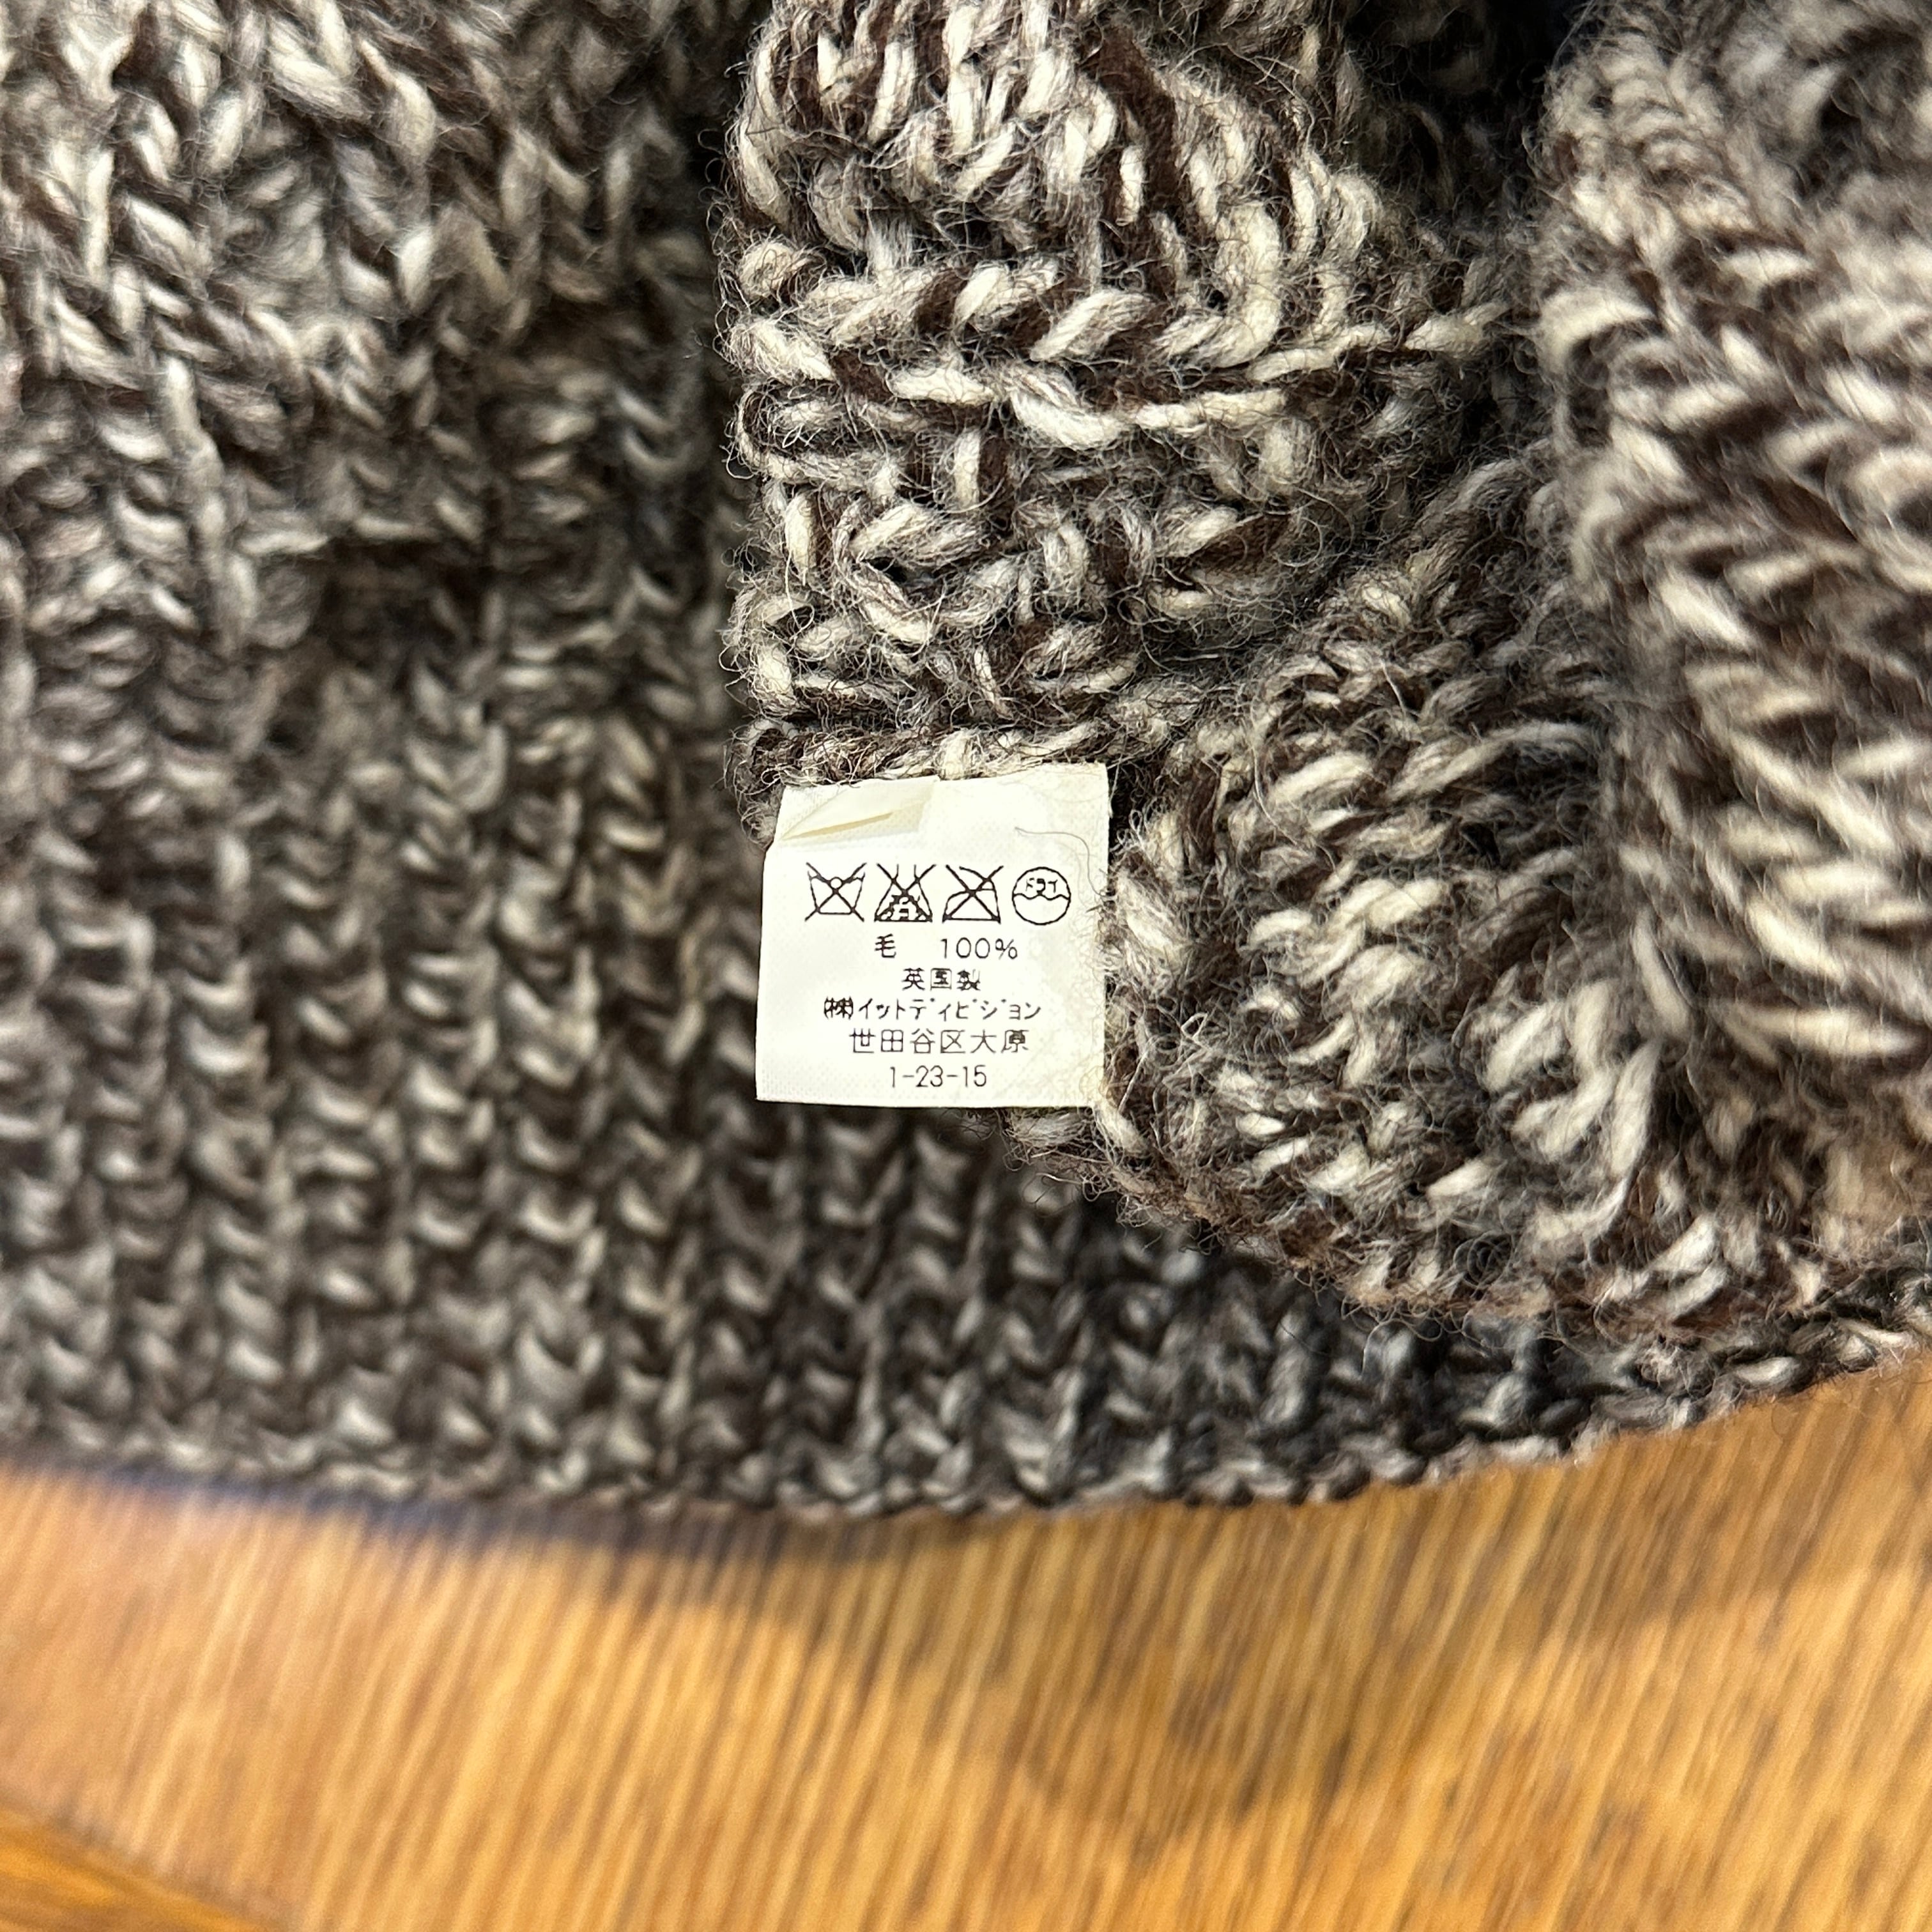 ドライ
毛 100%
英国製
㈱イットディビジョン
世田谷区大原
1-23-15